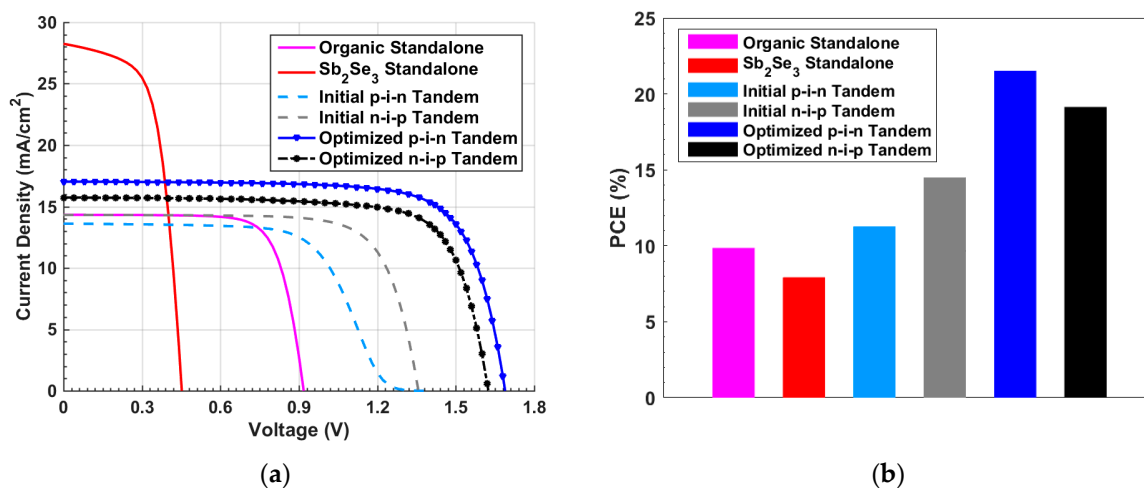 30
25
20
15
10
5
0
Current Density (mA/cm²)
Organic Standalone
Sb₂Se₃ Standalone
Initial p-i-n Tandem
Initial n-i-p Tandem
Optimized p-i-n Tandem
Optimized n-i-p Tandem
0 0.3 0.6 0.9 1.2 1.5 1.8
Voltage (V)
(a)
25
20
15
10
5
0
PCE (%)
Organic Standalone
Sb₂Se₃ Standalone
Initial p-i-n Tandem
Initial n-i-p Tandem
Optimized p-i-n Tandem
Optimized n-i-p Tandem
(b)